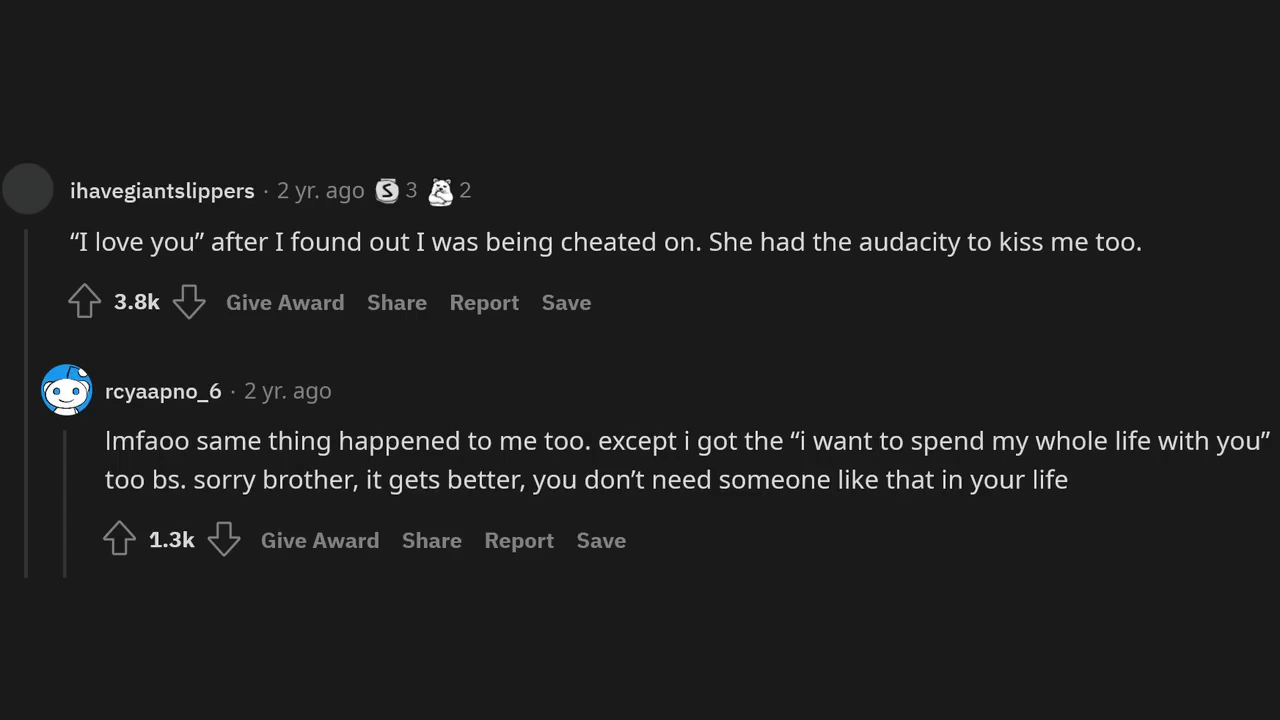 ihavegiantslippers · 2 yr. ago S 3 2
“I love you” after I found out I was being cheated on. She had the audacity to kiss me too.
3.8k Give Award Share Report Save
rcyaapno_6 · 2 yr. ago
lmfaoo same thing happened to me too. except i got the “i want to spend my whole life with you”
too bs. sorry brother, it gets better, you don’t need someone like that in your life
1.3k Give Award Share Report Save